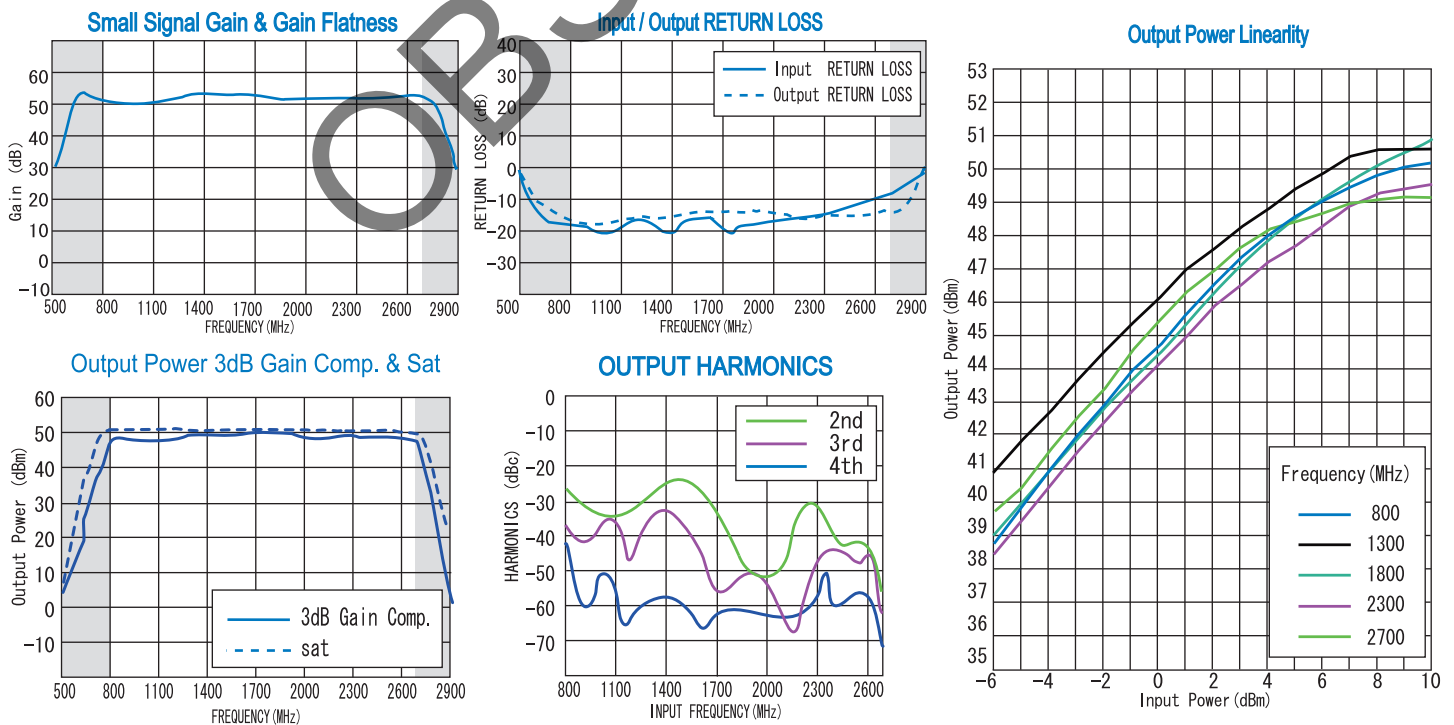 Small Signal Gain & Gain Flatness
60
50
40
30
20
10
0
−10
Gain (dB)
500 800 1100 1400 1700 2000 2300 2600 2900
FREQUENCY(MHz)
Input / Output RETURN LOSS
40
30
20
10
0
−10
−20
−30
RETURN LOSS (dB)
Input RETURN LOSS
Output RETURN LOSS
500 800 1100 1400 1700 2000 2300 2900
FREQUENCY(MHz)
Output Power 3dB Gain Comp. & Sat
60
50
40
30
20
10
0
−10
Output Power (dBm)
3dB Gain Comp.
sat
500 800 1100 1400 1700 2000 2300 2600 2900
FREQUENCY(MHz)
OUTPUT HARMONICS
0
−10
−20
−30
−40
−50
−60
−70
HARMONICS (dBc)
2nd
3rd
4th
800 1100 1400 1700 2000 2300 2600
INPUT FREQUENCY(MHz)
Output Power Linearlity
53
52
51
50
49
48
47
46
45
44
43
42
41
40
39
38
37
36
35
Output Power(dBm)
Frequency(MHz)
800
1300
1800
2300
2700
-6 -4 -2 0 2 4 6 8 10
Input Power(dBm)